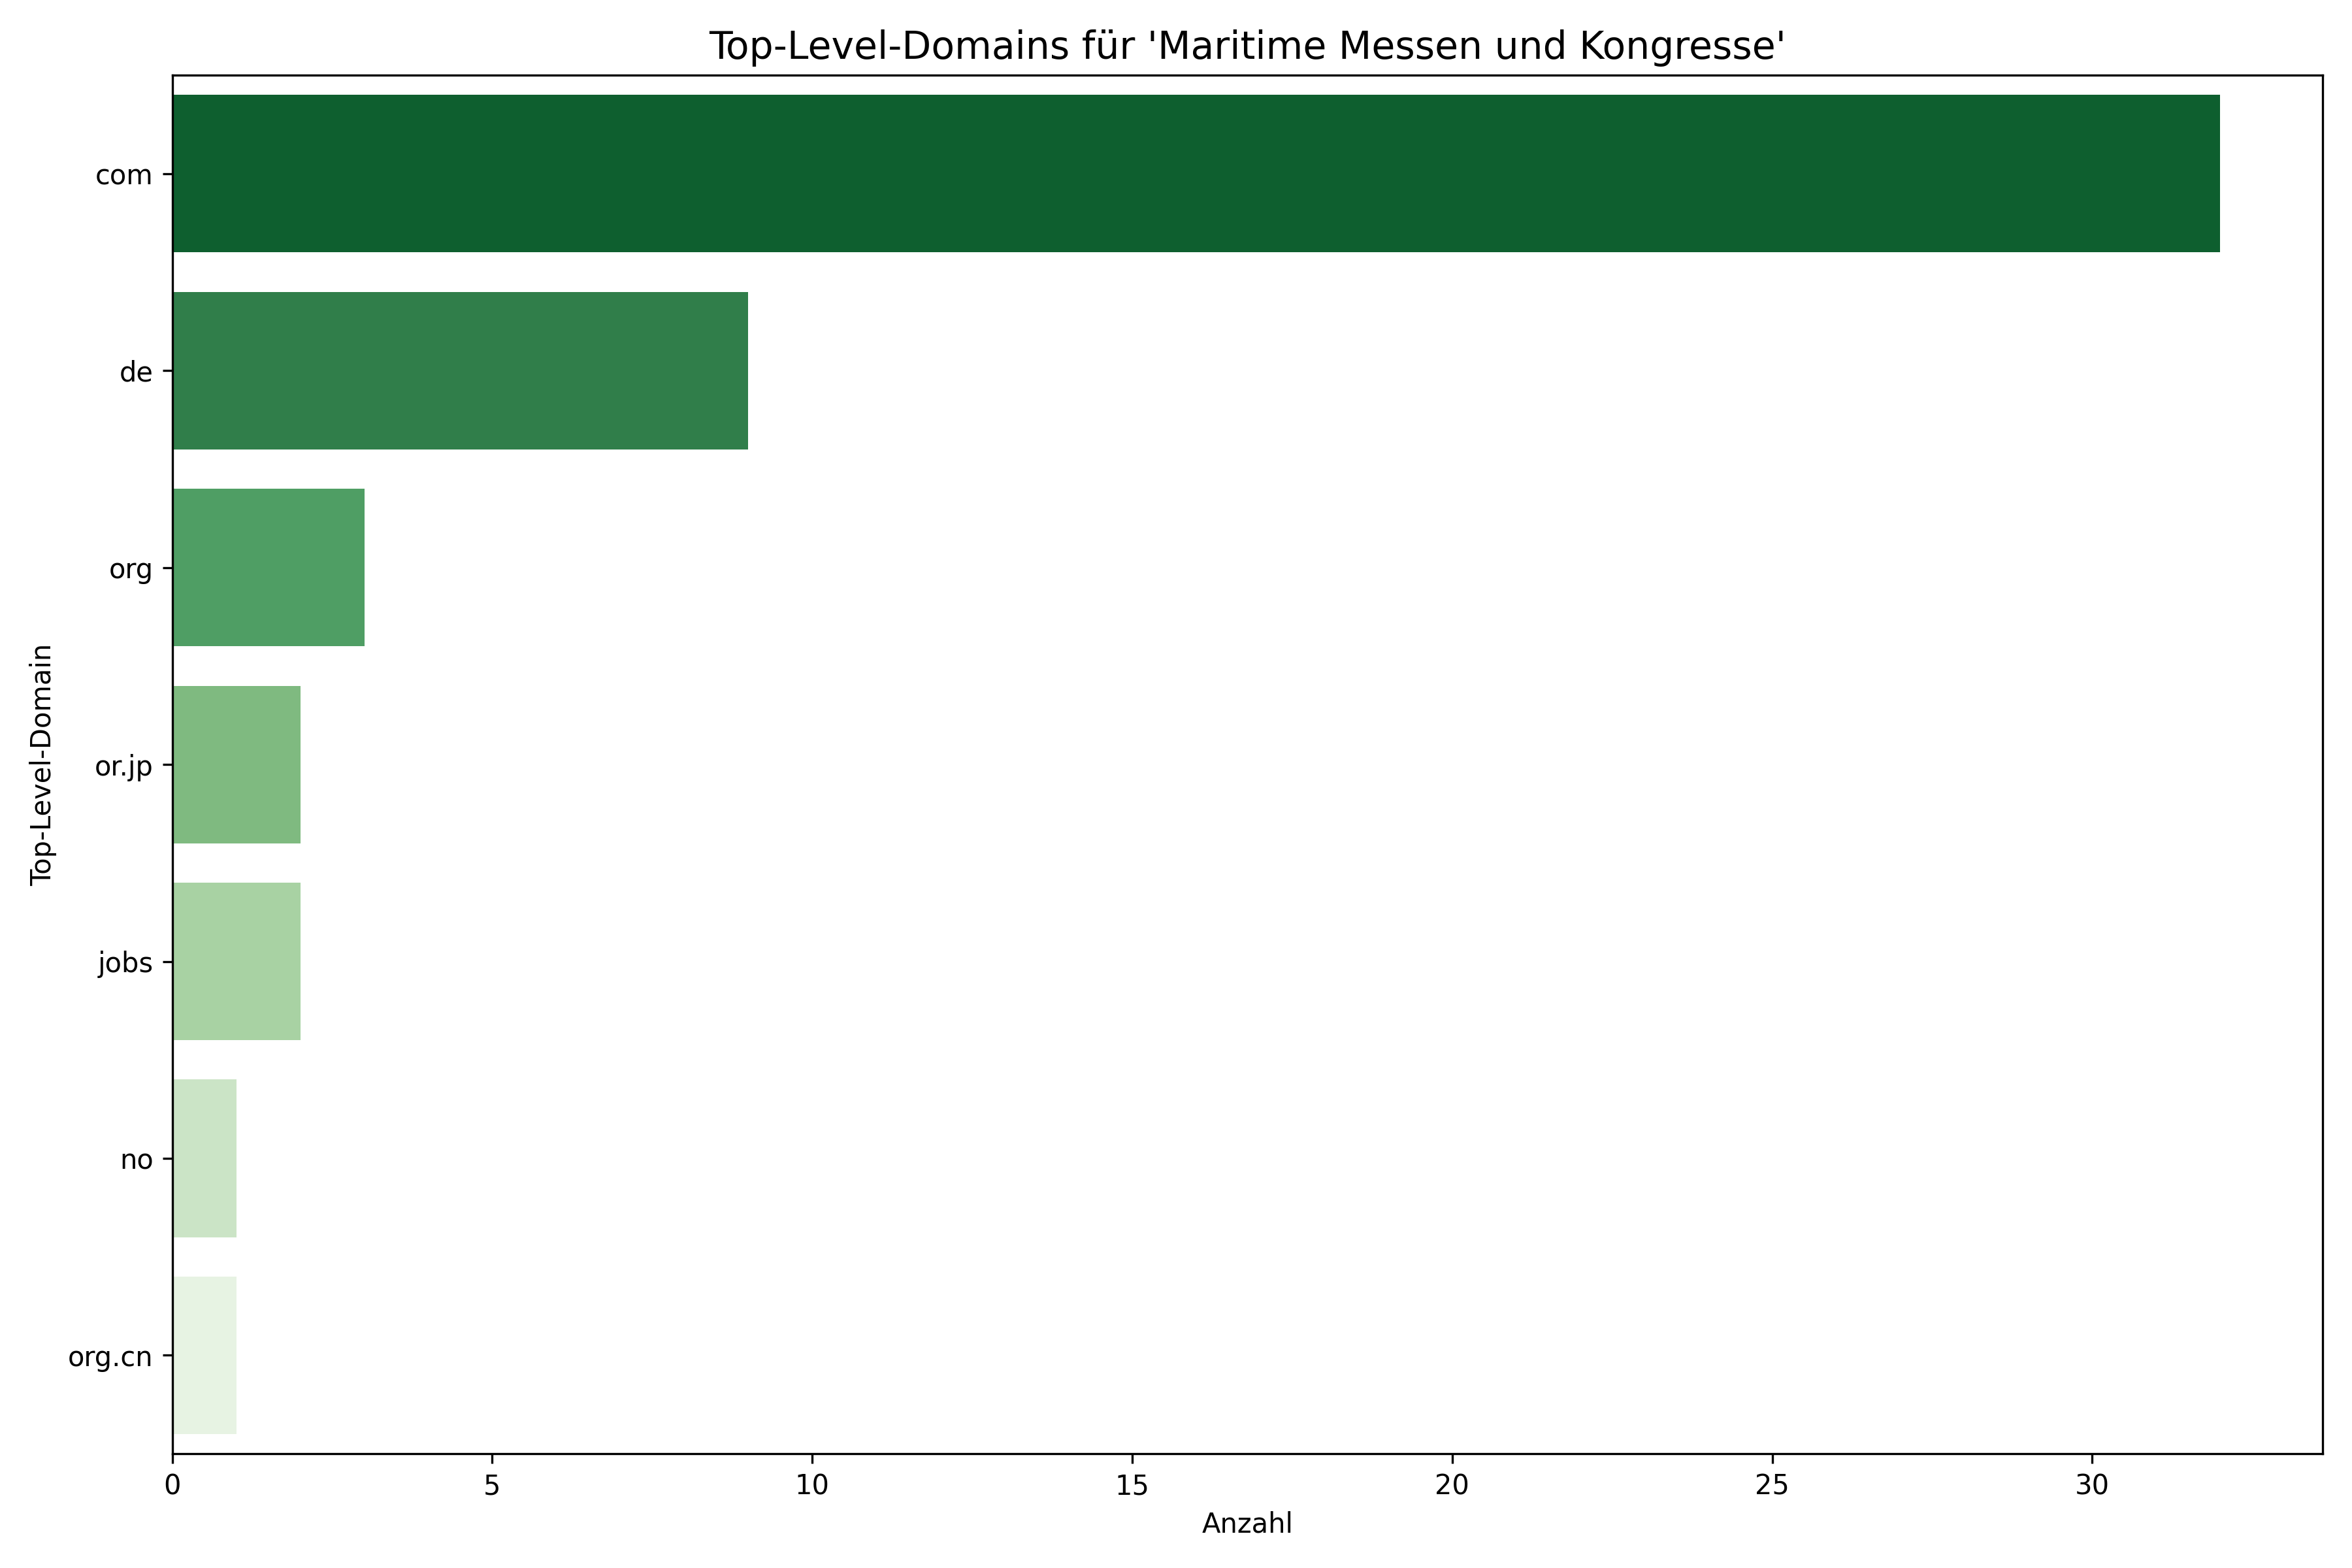 Top-Level-Domains für 'Maritime Messen und Kongresse'
Top-Level-Domain
com
de
org
or.jp
jobs
no
org.cn
0 5 10 15 20 25 30
Anzahl